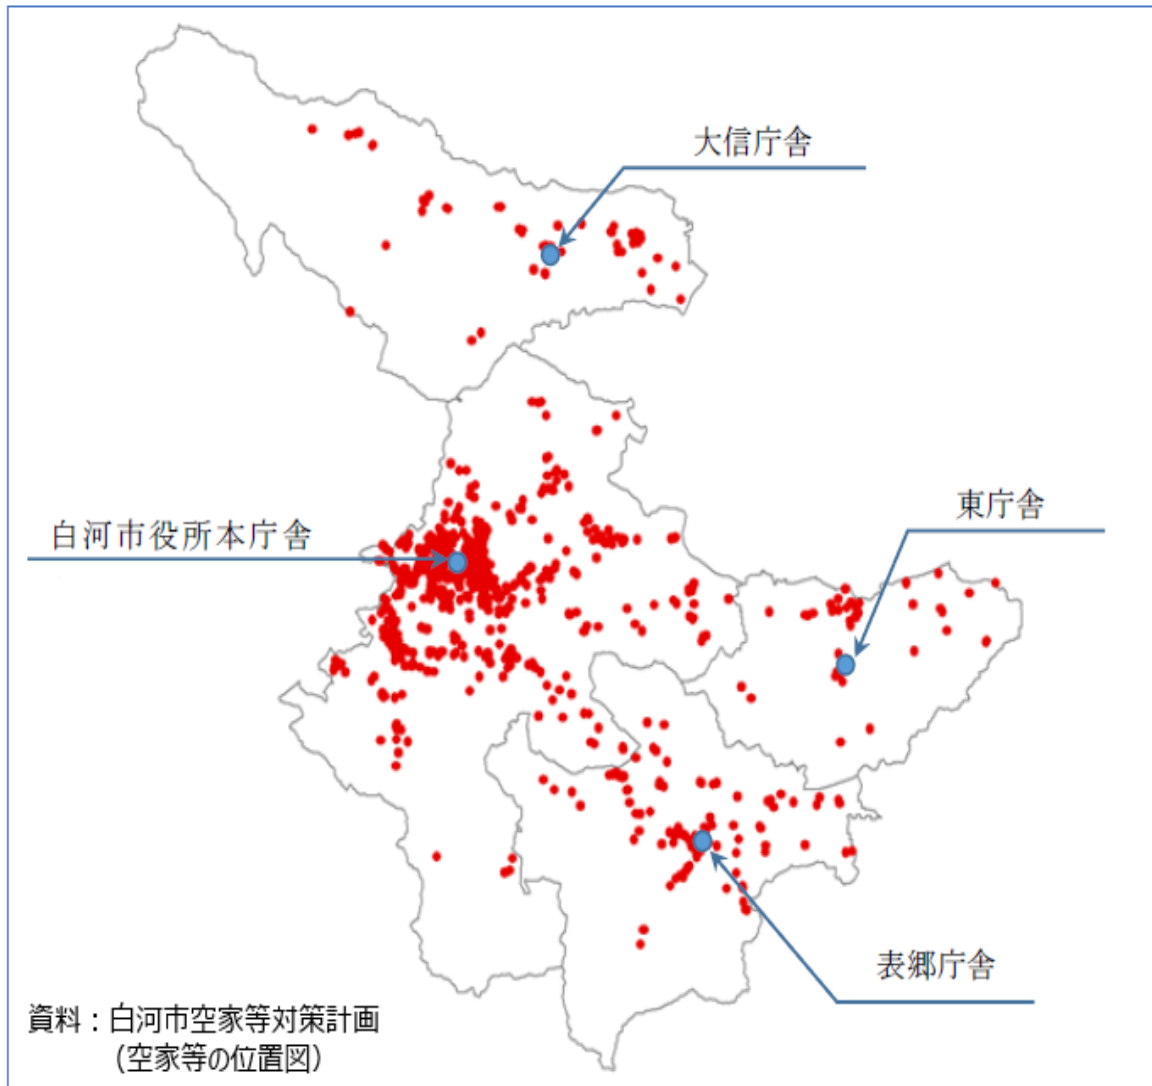 大信庁舎
東庁舎
白河市役所本庁舎
表郷庁舎
資料：白河市空家等対策計画
（空家等の位置図）